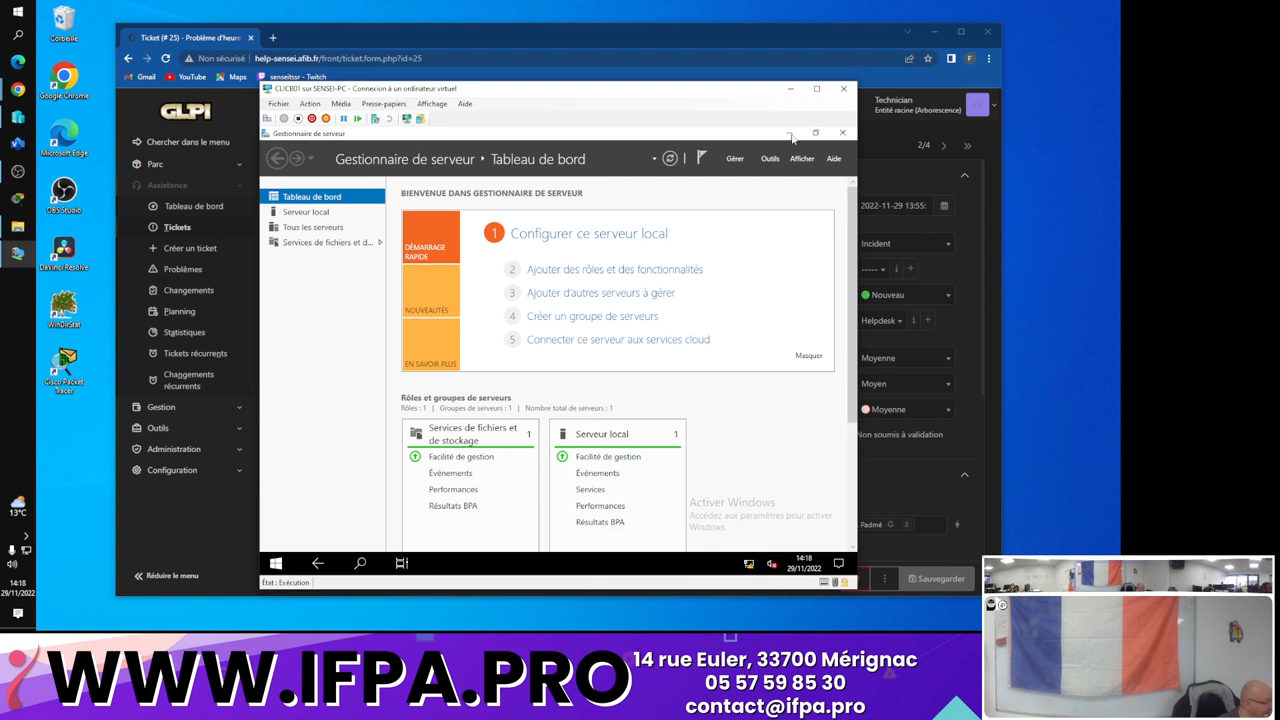 Corbeille
Google Chrome
Microsoft Edge
OBS Studio
DaVinci Resolve
WinDirStat
Cisco Packet
Tracer
13°C
14:18
29/11/2022
Ticket (# 25) - Problème d'heure
Non sécurisé
help-sensei.afib.fr/front/ticket.form.php?id=25
Gmail
YouTube
Maps
senseitssr - Twitch
F
GLPI
Chercher dans le menu
Parc
Assistance
Tableau de bord
Tickets
Créer un ticket
Problèmes
Changements
Planning
Statistiques
Tickets récurrents
Changements
récurrents
Gestion
Outils
Administration
Configuration
Réduire le menu
CLICB01 sur SENSEI-PC - Connexion à un ordinateur virtuel
Fichier Action Média Presse-papiers Affichage Aide
Gestionnaire de serveur
Gestionnaire de serveur ‣ Tableau de bord
Gérer Outils Afficher Aide
Tableau de bord
Serveur local
Tous les serveurs
Services de fichiers et d...
BIENVENUE DANS GESTIONNAIRE DE SERVEUR
DÉMARRAGE
RAPIDE
NOUVEAUTÉS
EN SAVOIR PLUS
1 Configurer ce serveur local
2 Ajouter des rôles et des fonctionnalités
3 Ajouter d'autres serveurs à gérer
4 Créer un groupe de serveurs
5 Connecter ce serveur aux services cloud
Masquer
Rôles et groupes de serveurs
Rôles : 1 | Groupes de serveurs : 1 | Nombre total de serveurs : 1
Services de fichiers et
de stockage 1
Facilité de gestion
Événements
Performances
Résultats BPA
Serveur local 1
Facilité de gestion
Événements
Services
Performances
Résultats BPA
Activer Windows
Accédez aux paramètres pour activer
Windows.
14:18
29/11/2022
État : Exécution
Technician
Entité racine (Arborescence)
2/4
2022-11-29 13:55:
Incident
-----
Nouveau
Helpdesk
Moyenne
Moyen
Moyenne
Non soumis à validation
Padmé 2
Sauvegarder
WWW.IFPA.PRO
14 rue Euler, 33700 Mérignac
05 57 59 85 30
contact@ifpa.pro